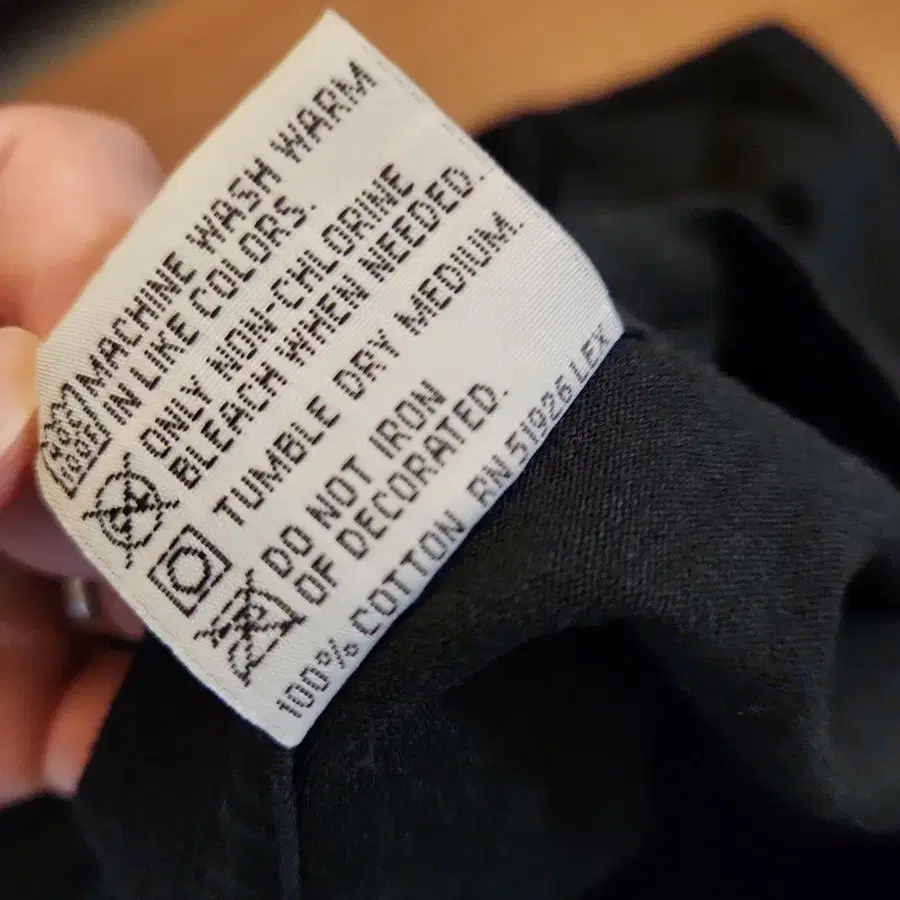 MACHINE WASH WARM
IN LIKE COLORS.
ONLY NON-CHLORINE
BLEACH WHEN NEEDED.
TUMBLE DRY MEDIUM.
DO NOT IRON
OF DECORATED.
100% COTTON RN 51926 LEX